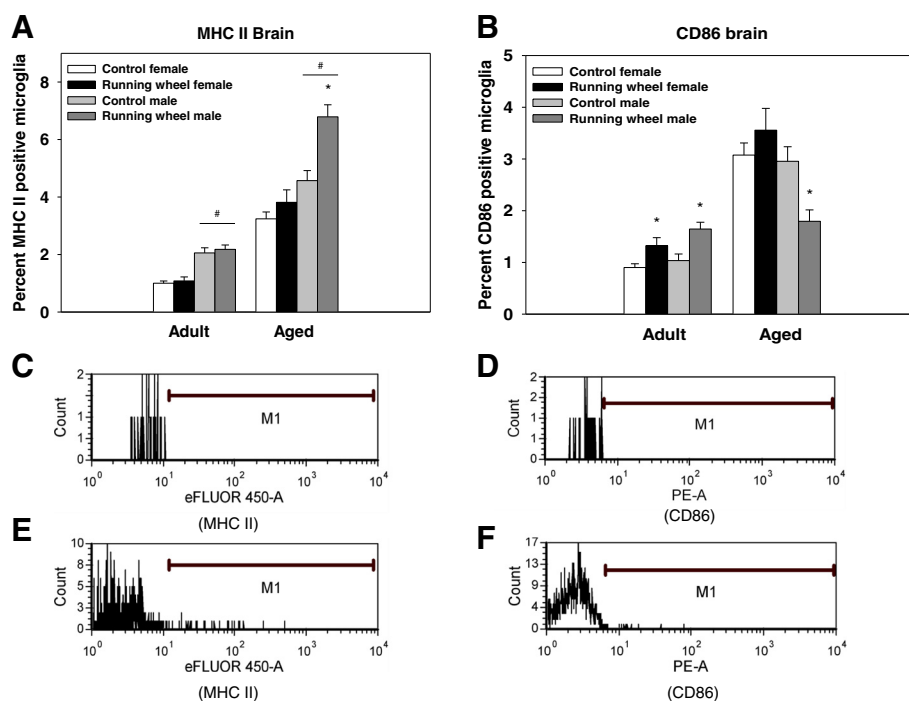 A
MHC II Brain
Percent MHC II positive microglia
8
6
4
2
0
Control female
Running wheel female
Control male
Running wheel male
#
#
*
Adult
Aged
B
CD86 brain
Percent CD86 positive microglia
5
4
3
2
1
0
Control female
Running wheel female
Control male
Running wheel male
*
*
*
Adult
Aged
C
Count
2
2
1
1
0
M1
10^0
10^1
10^2
10^3
10^4
eFLUOR 450-A
(MHC II)
D
Count
2
2
1
1
0
M1
10^0
10^1
10^2
10^3
10^4
PE-A
(CD86)
E
Count
10
8
5
3
0
M1
10^0
10^1
10^2
10^3
10^4
eFLUOR 450-A
(MHC II)
F
Count
17
13
9
4
0
M1
10^0
10^1
10^2
10^3
10^4
PE-A
(CD86)